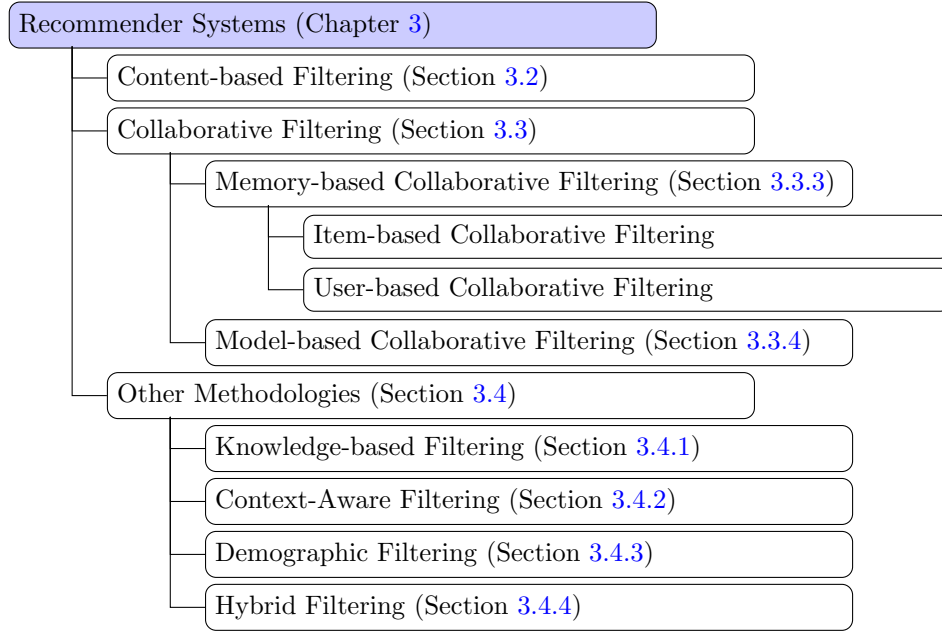 Recommender Systems (Chapter 3)
Content-based Filtering (Section 3.2)
Collaborative Filtering (Section 3.3)
Memory-based Collaborative Filtering (Section 3.3.3)
Item-based Collaborative Filtering
User-based Collaborative Filtering
Model-based Collaborative Filtering (Section 3.3.4)
Other Methodologies (Section 3.4)
Knowledge-based Filtering (Section 3.4.1)
Context-Aware Filtering (Section 3.4.2)
Demographic Filtering (Section 3.4.3)
Hybrid Filtering (Section 3.4.4)